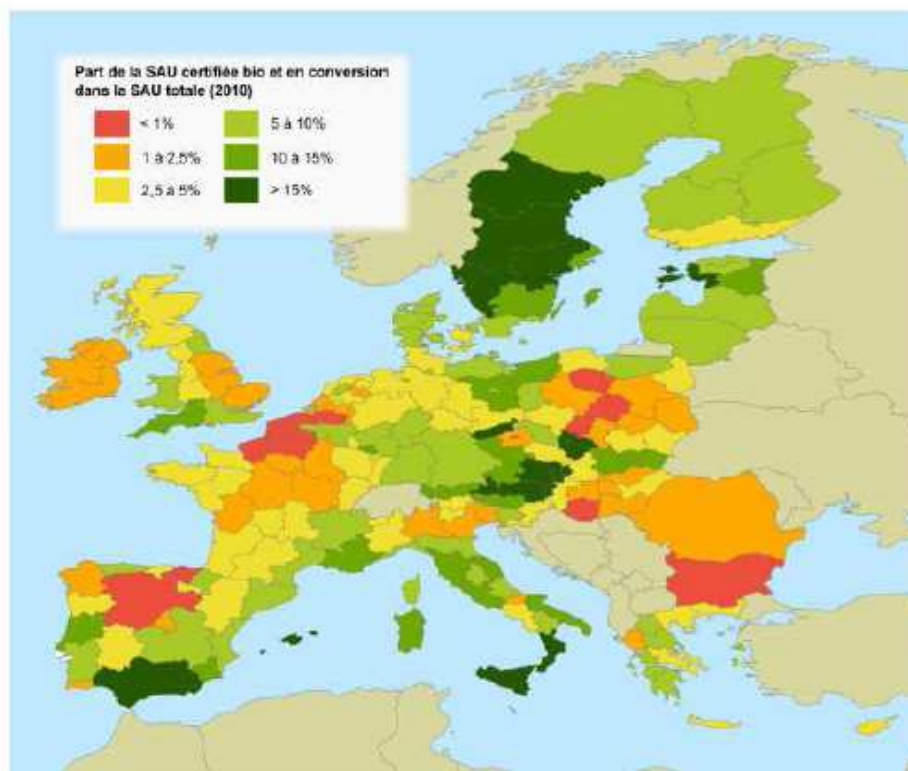 Part de la SAU certifiée bio et en conversion
dans la SAU totale (2010)
< 1%
5 à 10%
1 à 2,5%
10 à 15%
2,5 à 5%
> 15%